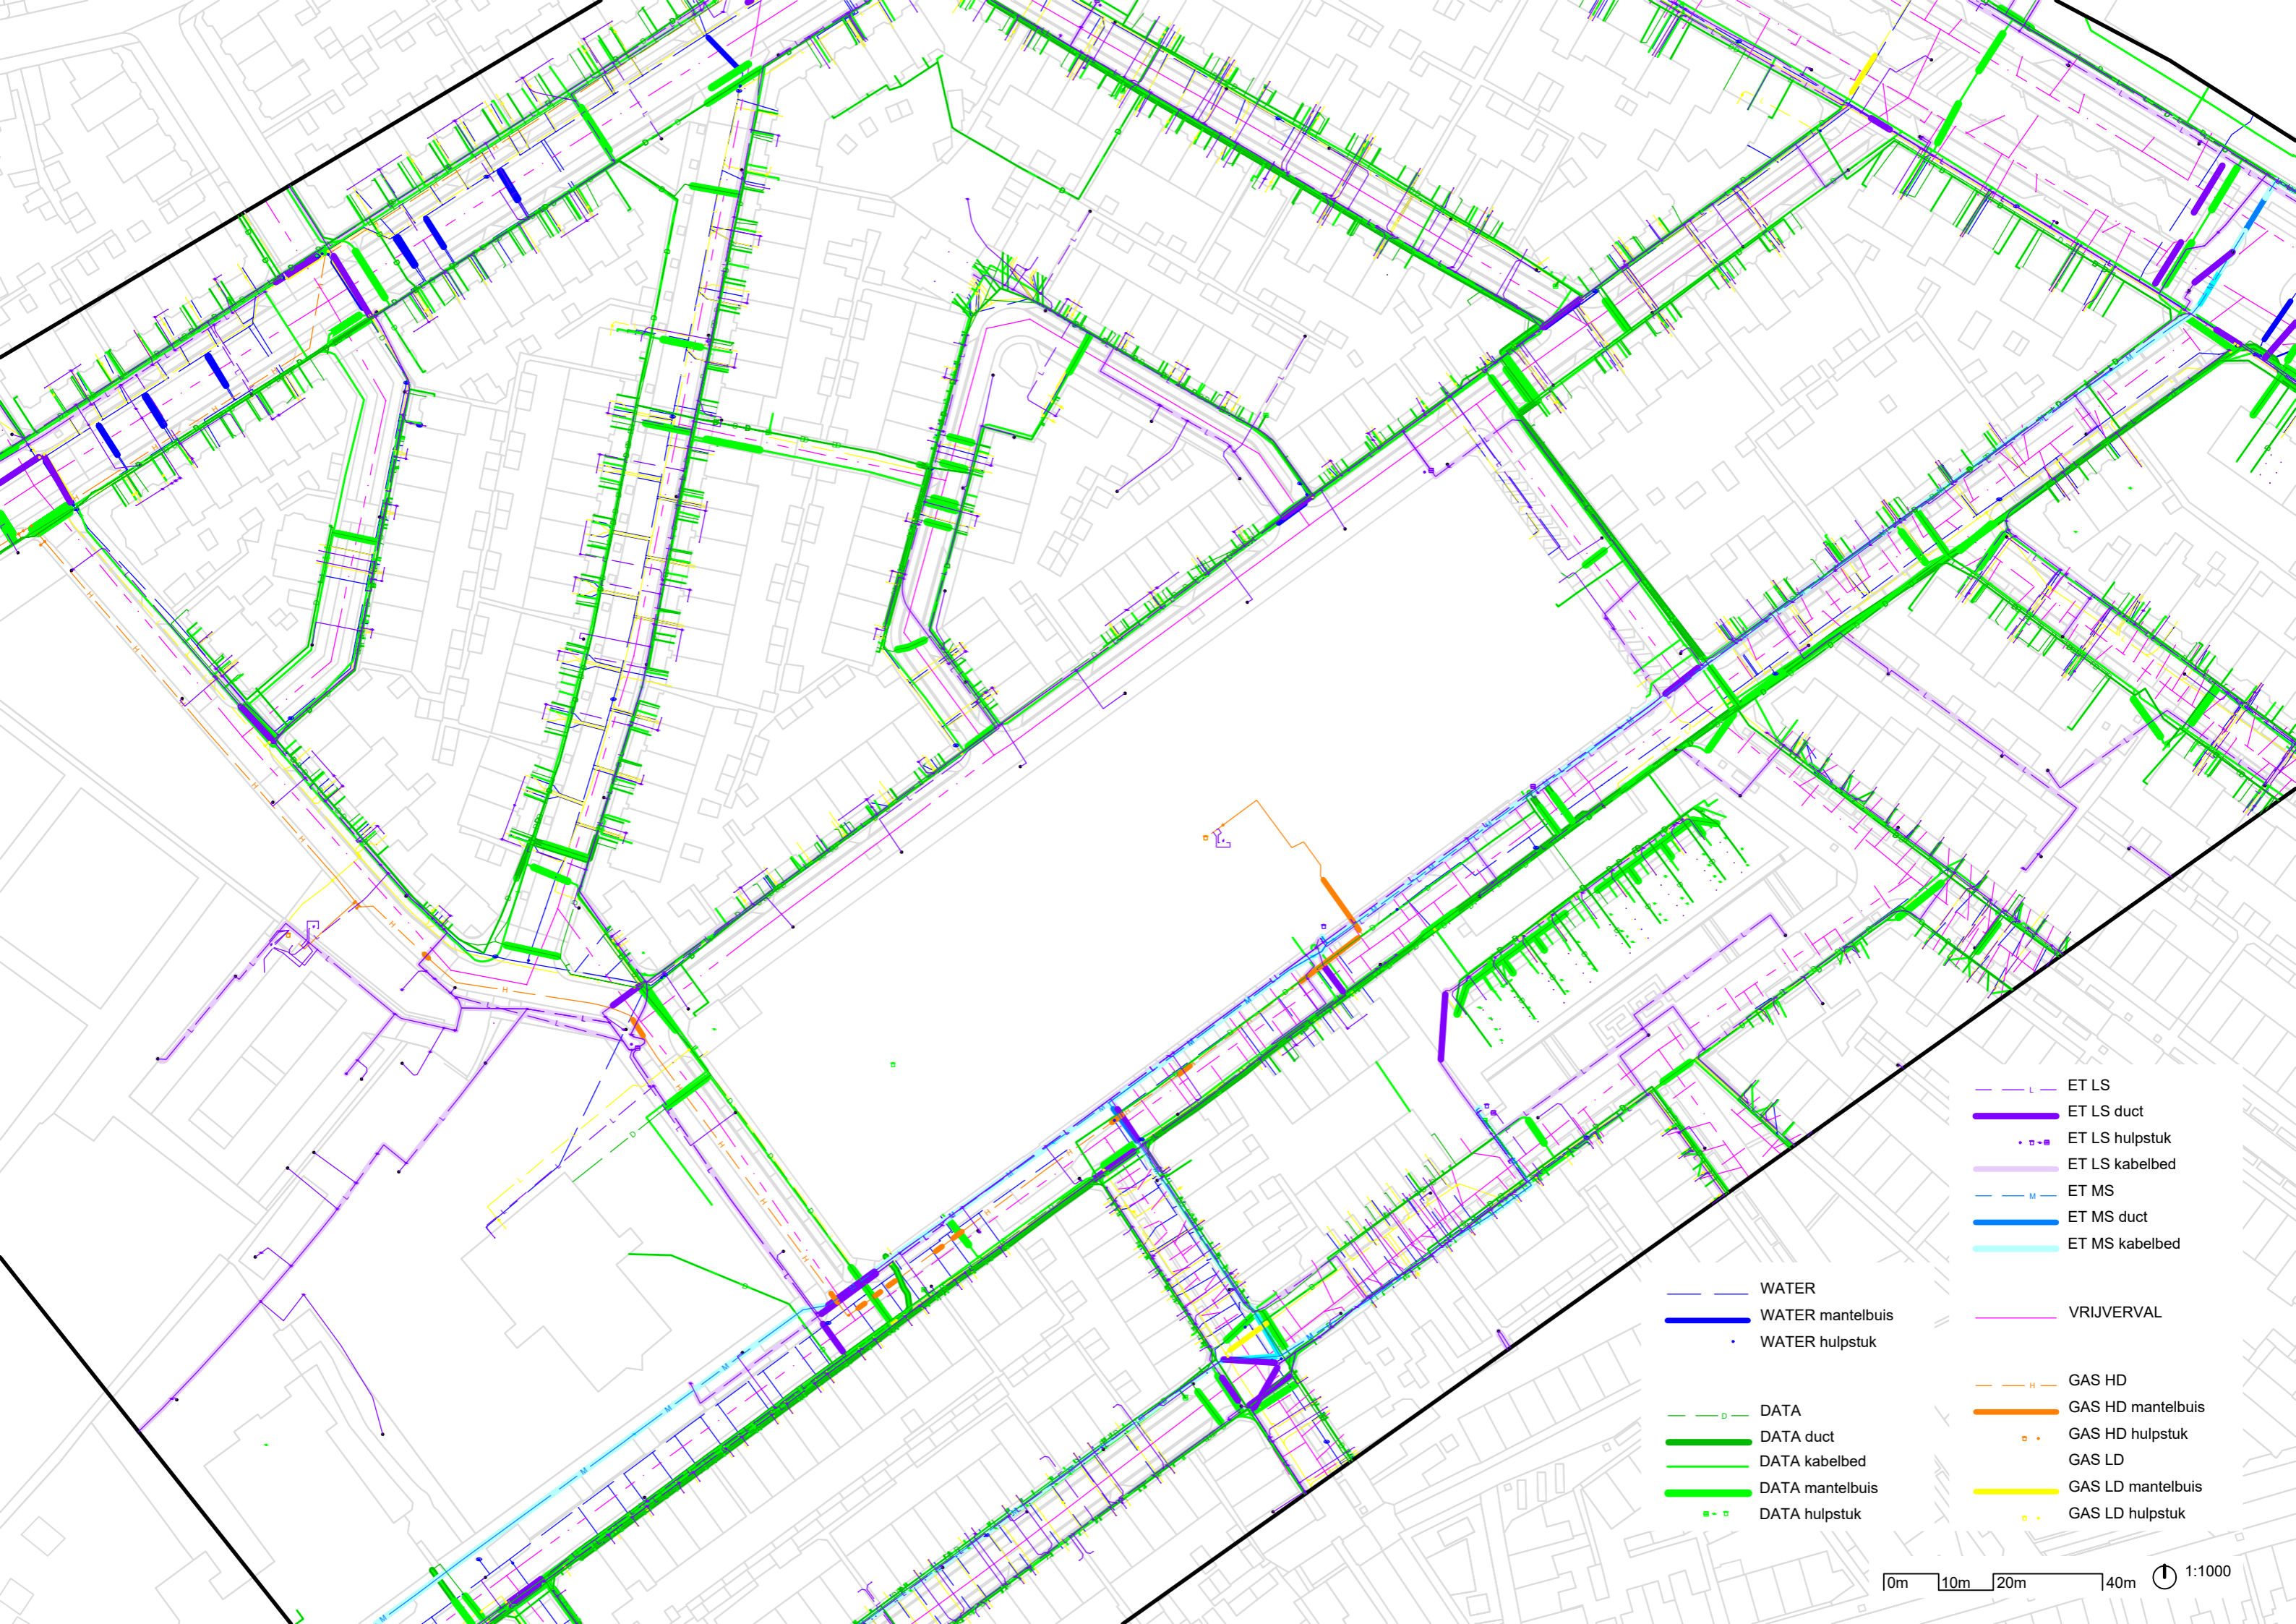 ET LS
ET LS duct
ET LS hulpstuk
ET LS kabelbed
ET MS
ET MS duct
ET MS kabelbed
WATER
WATER mantelbuis
WATER hulpstuk
VRIJVERVAL
DATA
DATA duct
DATA kabelbed
DATA mantelbuis
DATA hulpstuk
GAS HD
GAS HD mantelbuis
GAS HD hulpstuk
GAS LD
GAS LD mantelbuis
GAS LD hulpstuk
0m 10m 20m 40m 1:1000